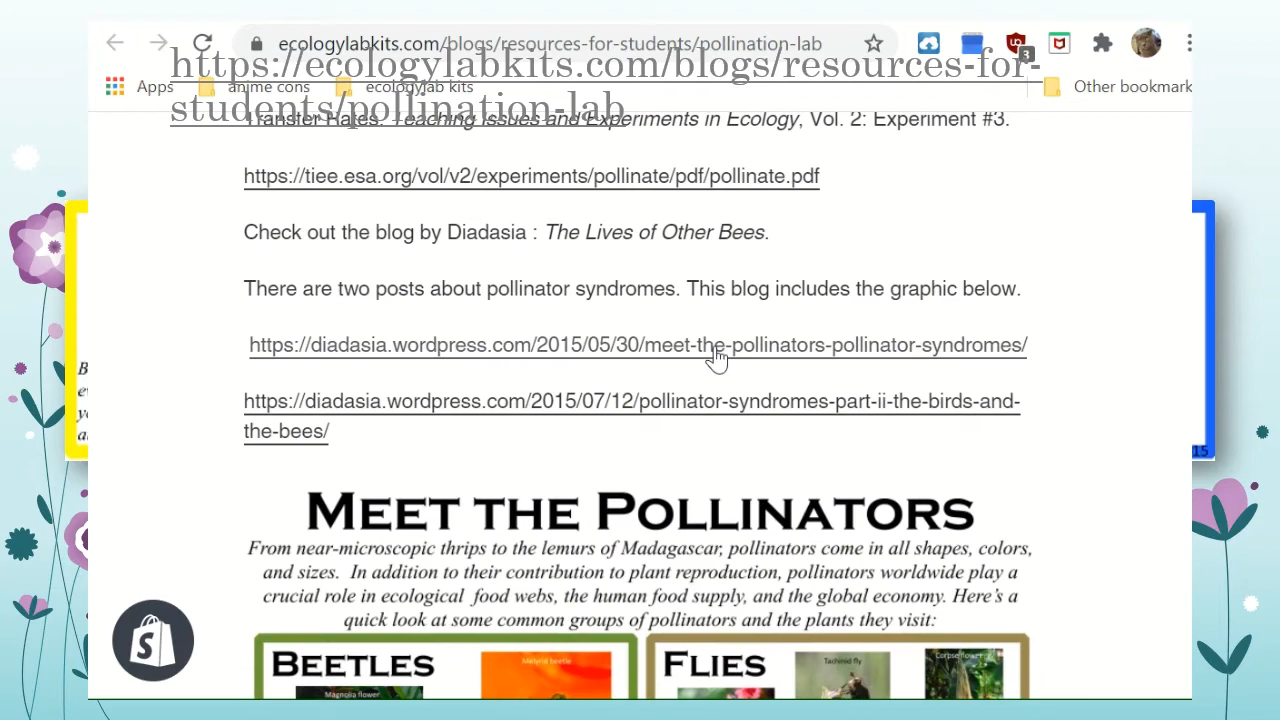 ecologylabkits.com/blogs/resources-for-students/pollination-lab
3
https://ecologylabkits.com/blogs/resources-for-
students/pollination-lab
Apps
anime cons
ecologylab kits
Other bookmark
Transfer Rates. Teaching Issues and Experiments in Ecology, Vol. 2: Experiment #3.
https://tiee.esa.org/vol/v2/experiments/pollinate/pdf/pollinate.pdf
Check out the blog by Diadasia : The Lives of Other Bees.
There are two posts about pollinator syndromes. This blog includes the graphic below.
https://diadasia.wordpress.com/2015/05/30/meet-the-pollinators-pollinator-syndromes/
https://diadasia.wordpress.com/2015/07/12/pollinator-syndromes-part-ii-the-birds-and-
the-bees/
15
MEET THE POLLINATORS
From near-microscopic thrips to the lemurs of Madagascar, pollinators come in all shapes, colors,
and sizes. In addition to their contribution to plant reproduction, pollinators worldwide play a
crucial role in ecological food webs, the human food supply, and the global economy. Here's a
quick look at some common groups of pollinators and the plants they visit:
BEETLES
Melyrid beetle
Magnolia flower
FLIES
Tachinid fly